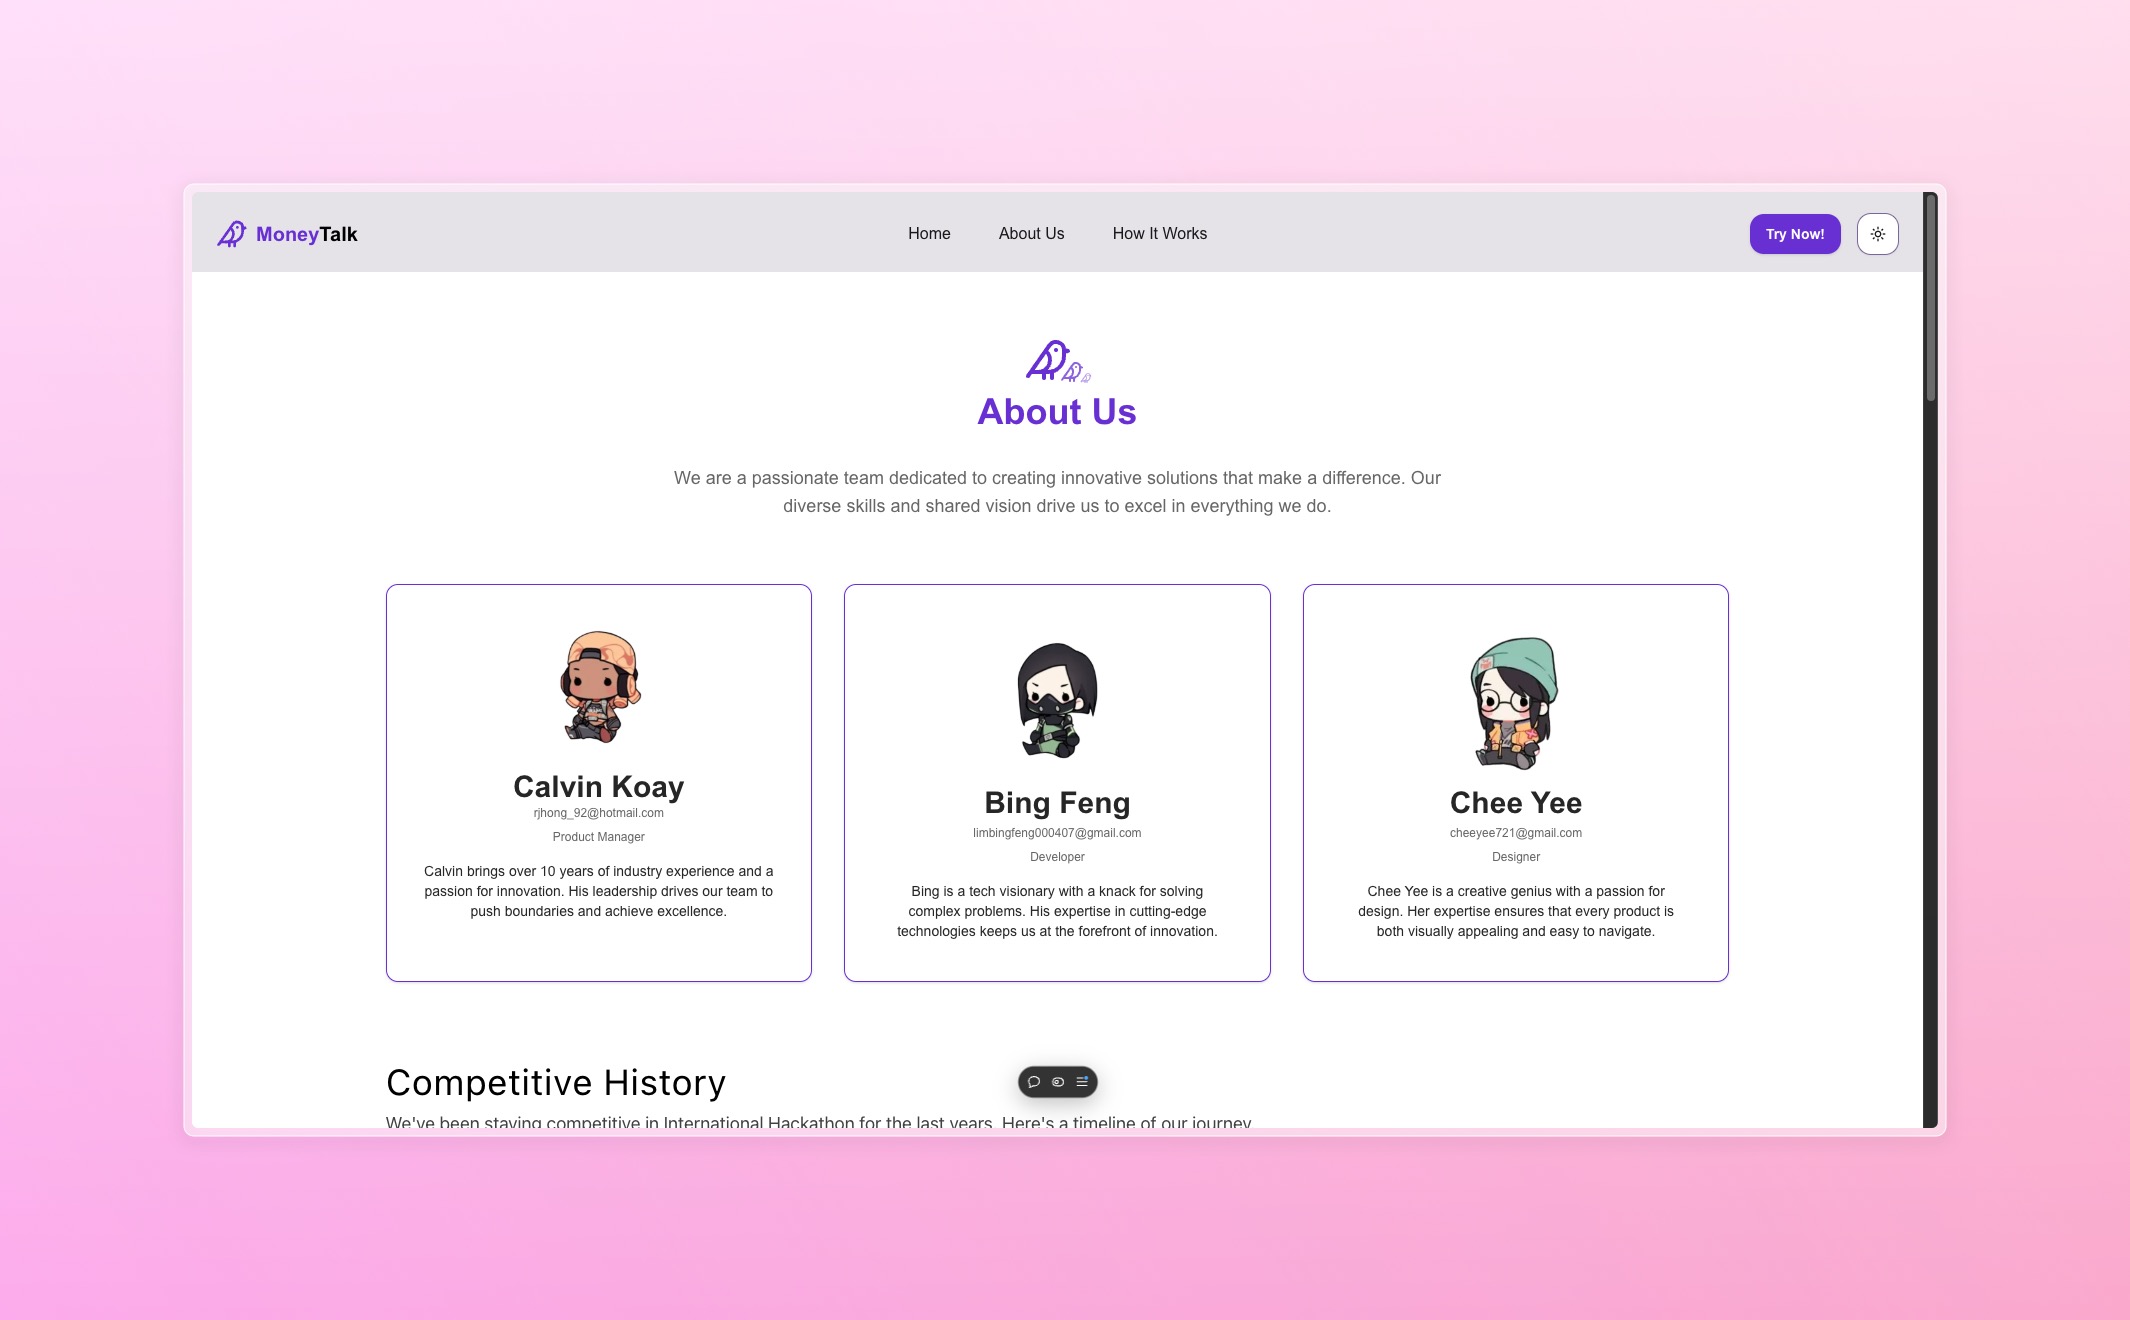 MoneyTalk
Home
About Us
How It Works
Try Now!
About Us
We are a passionate team dedicated to creating innovative solutions that make a difference. Our
diverse skills and shared vision drive us to excel in everything we do.
Calvin Koay
rjhong_92@hotmail.com
Product Manager
Calvin brings over 10 years of industry experience and a
passion for innovation. His leadership drives our team to
push boundaries and achieve excellence.
Bing Feng
limbingfeng000407@gmail.com
Developer
Bing is a tech visionary with a knack for solving
complex problems. His expertise in cutting-edge
technologies keeps us at the forefront of innovation.
Chee Yee
cheeyee721@gmail.com
Designer
Chee Yee is a creative genius with a passion for
design. Her expertise ensures that every product is
both visually appealing and easy to navigate.
Competitive History
We've been staying competitive in International Hackathon for the last years. Here's a timeline of our journey